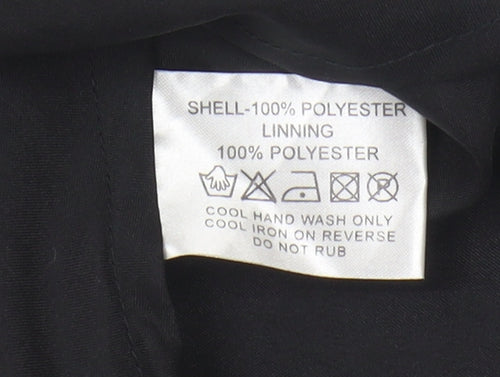 SHELL-100% POLYESTER
LINNING
100% POLYESTER
P
COOL HAND WASH ONLY
COOL IRON ON REVERSE
DO NOT RUB